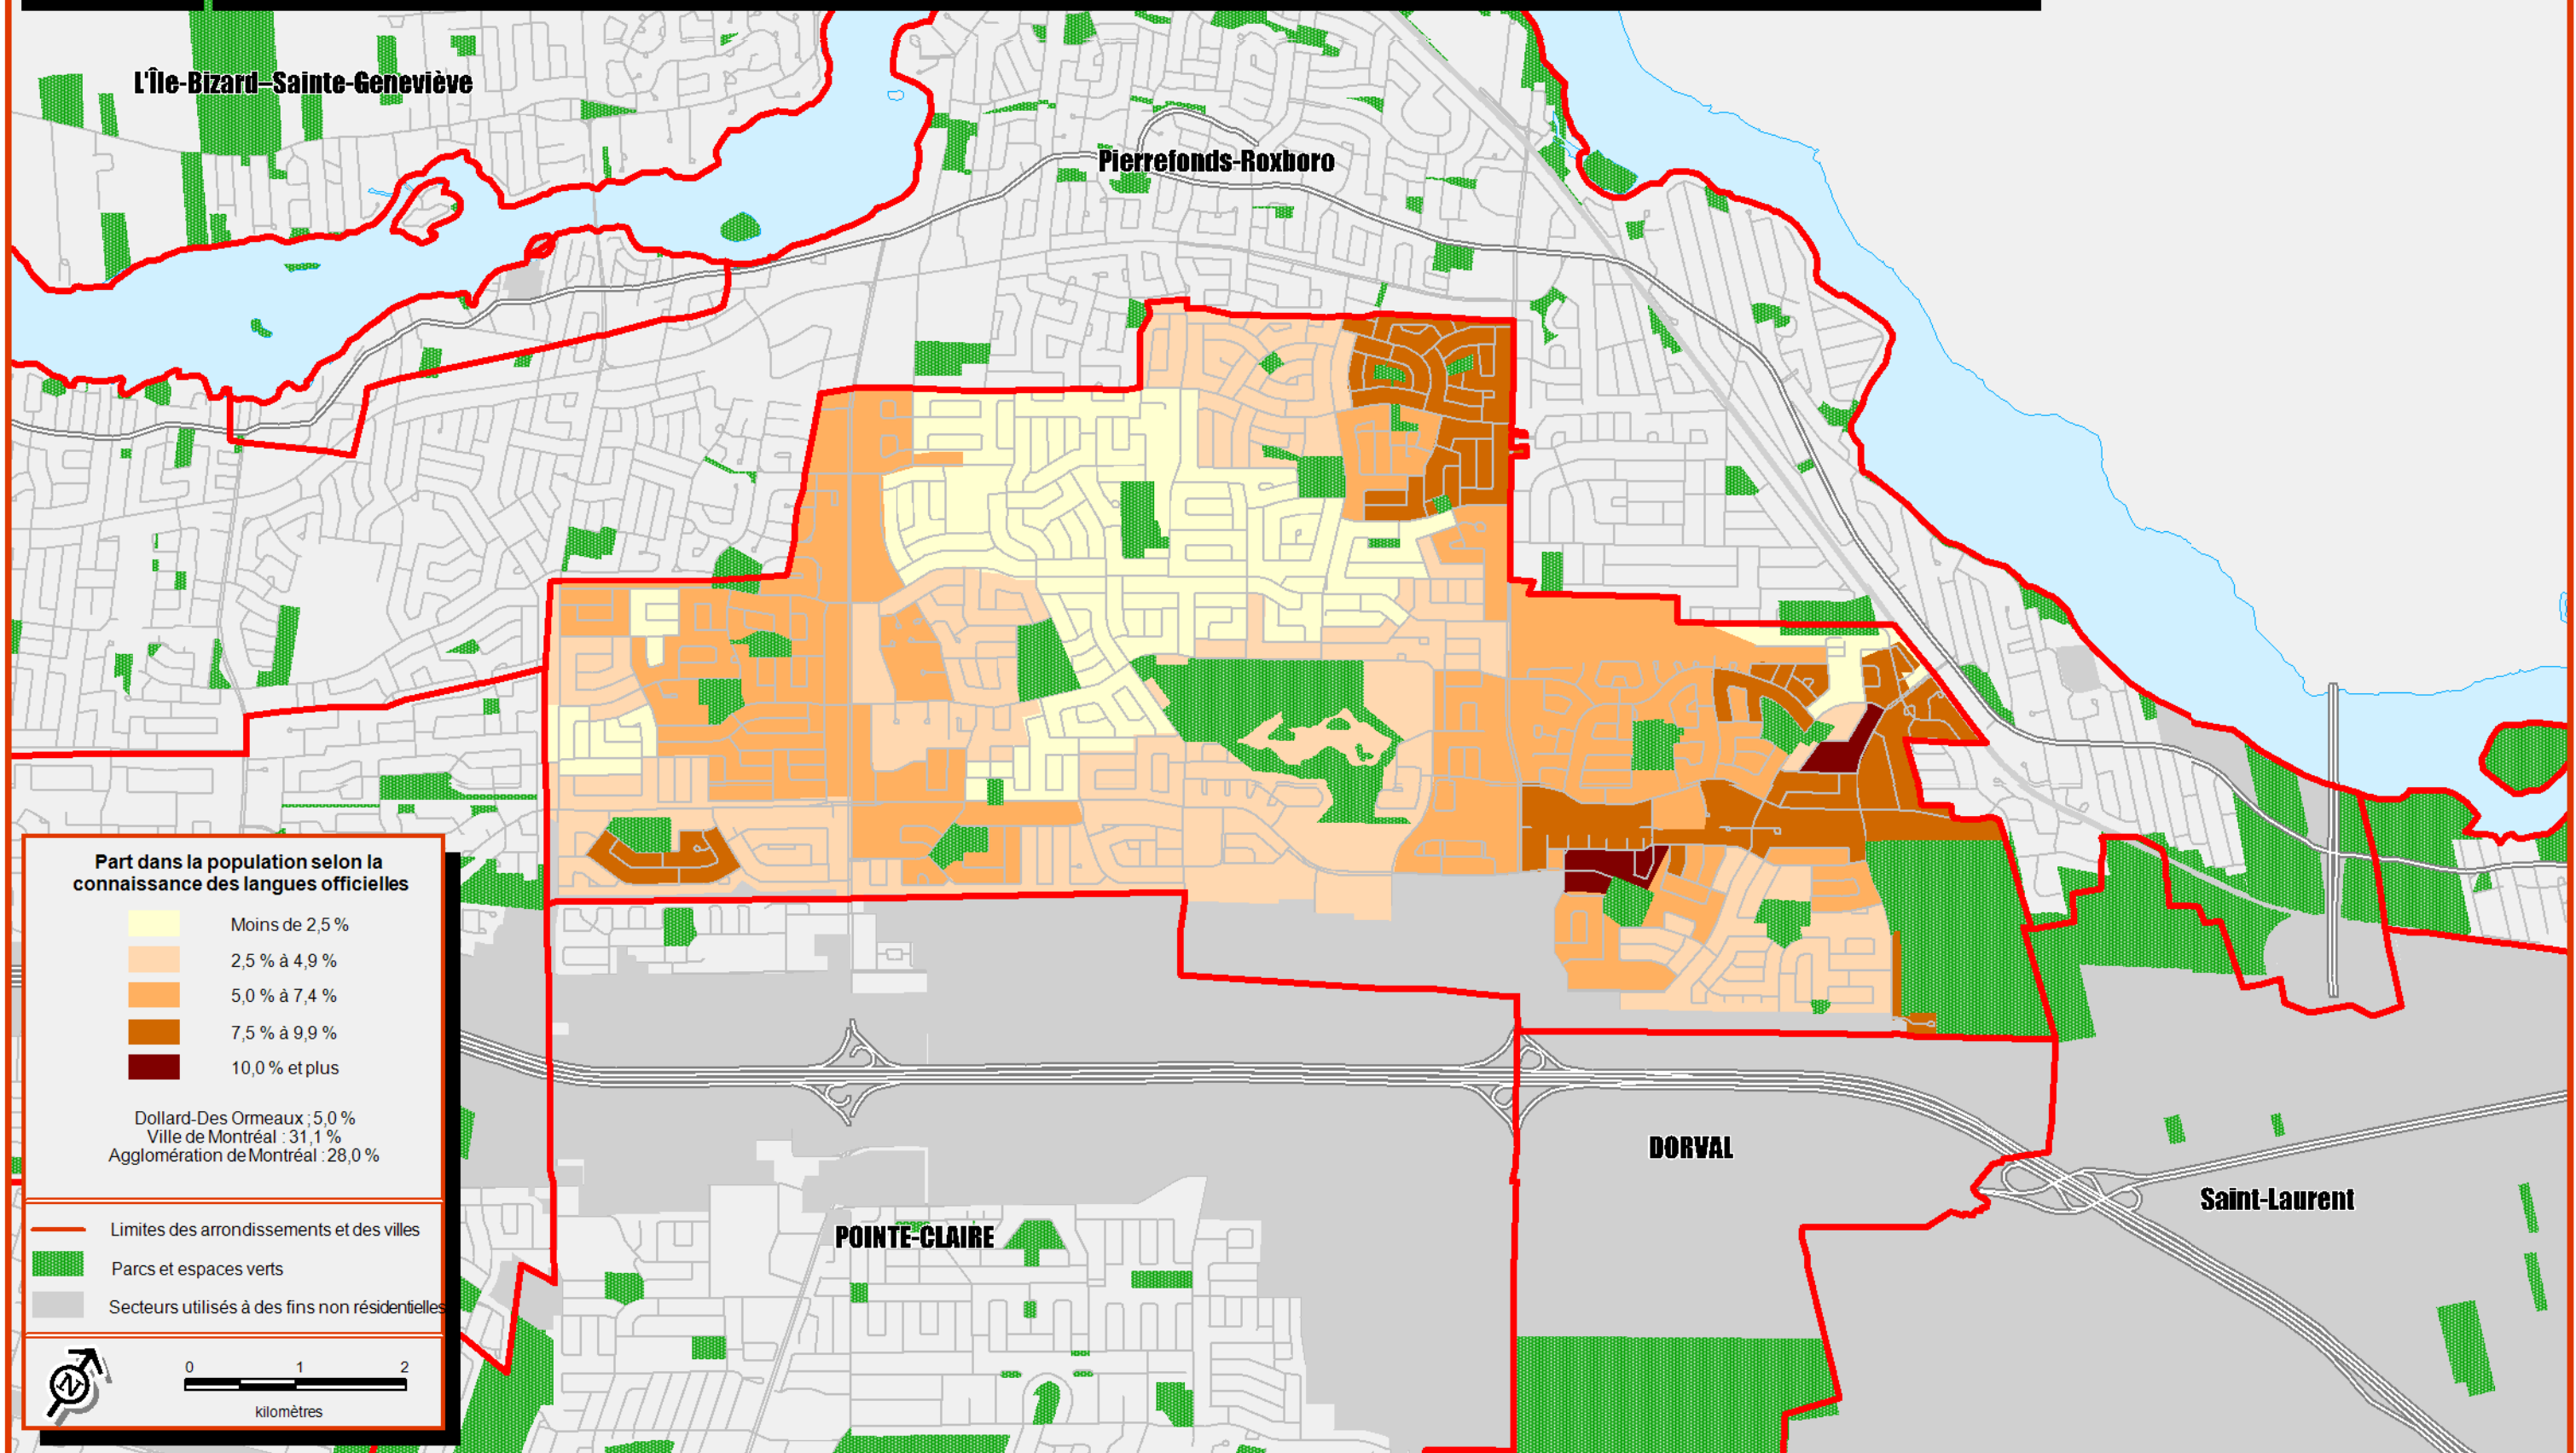 L'Île-Bizard–Sainte-Geneviève
Pierrefonds-Roxboro
Part dans la population selon la
connaissance des langues officielles
Moins de 2,5 %
2,5 % à 4,9 %
5,0 % à 7,4 %
7,5 % à 9,9 %
10,0 % et plus
Dollard-Des Ormeaux ; 5,0 %
Ville de Montréal : 31,1 %
Agglomération de Montréal : 28,0 %
Limites des arrondissements et des villes
Parcs et espaces verts
Secteurs utilisés à des fins non résidentielles
N
0 1 2
kilomètres
DORVAL
Saint-Laurent
POINTE-CLAIRE